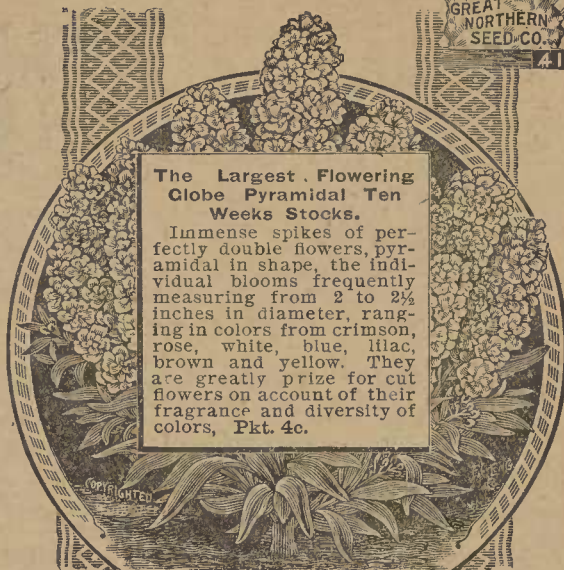 GREAT
NORTHERN
SEED CO.
41
The Largest Flowering
Globe Pyramidal Ten
Weeks Stocks.
Immense spikes of per-
fectly double flowers, pyr-
amidal in shape, the indi-
vidual blooms frequently
measuring from 2 to 2½
inches in diameter, rang-
ing in colors from crimson,
rose, white, blue, lilac,
brown and yellow. They
are greatly prize for cut
flowers on account of their
fragrance and diversity of
colors, Pkt. 4c.
COPYRIGHTED